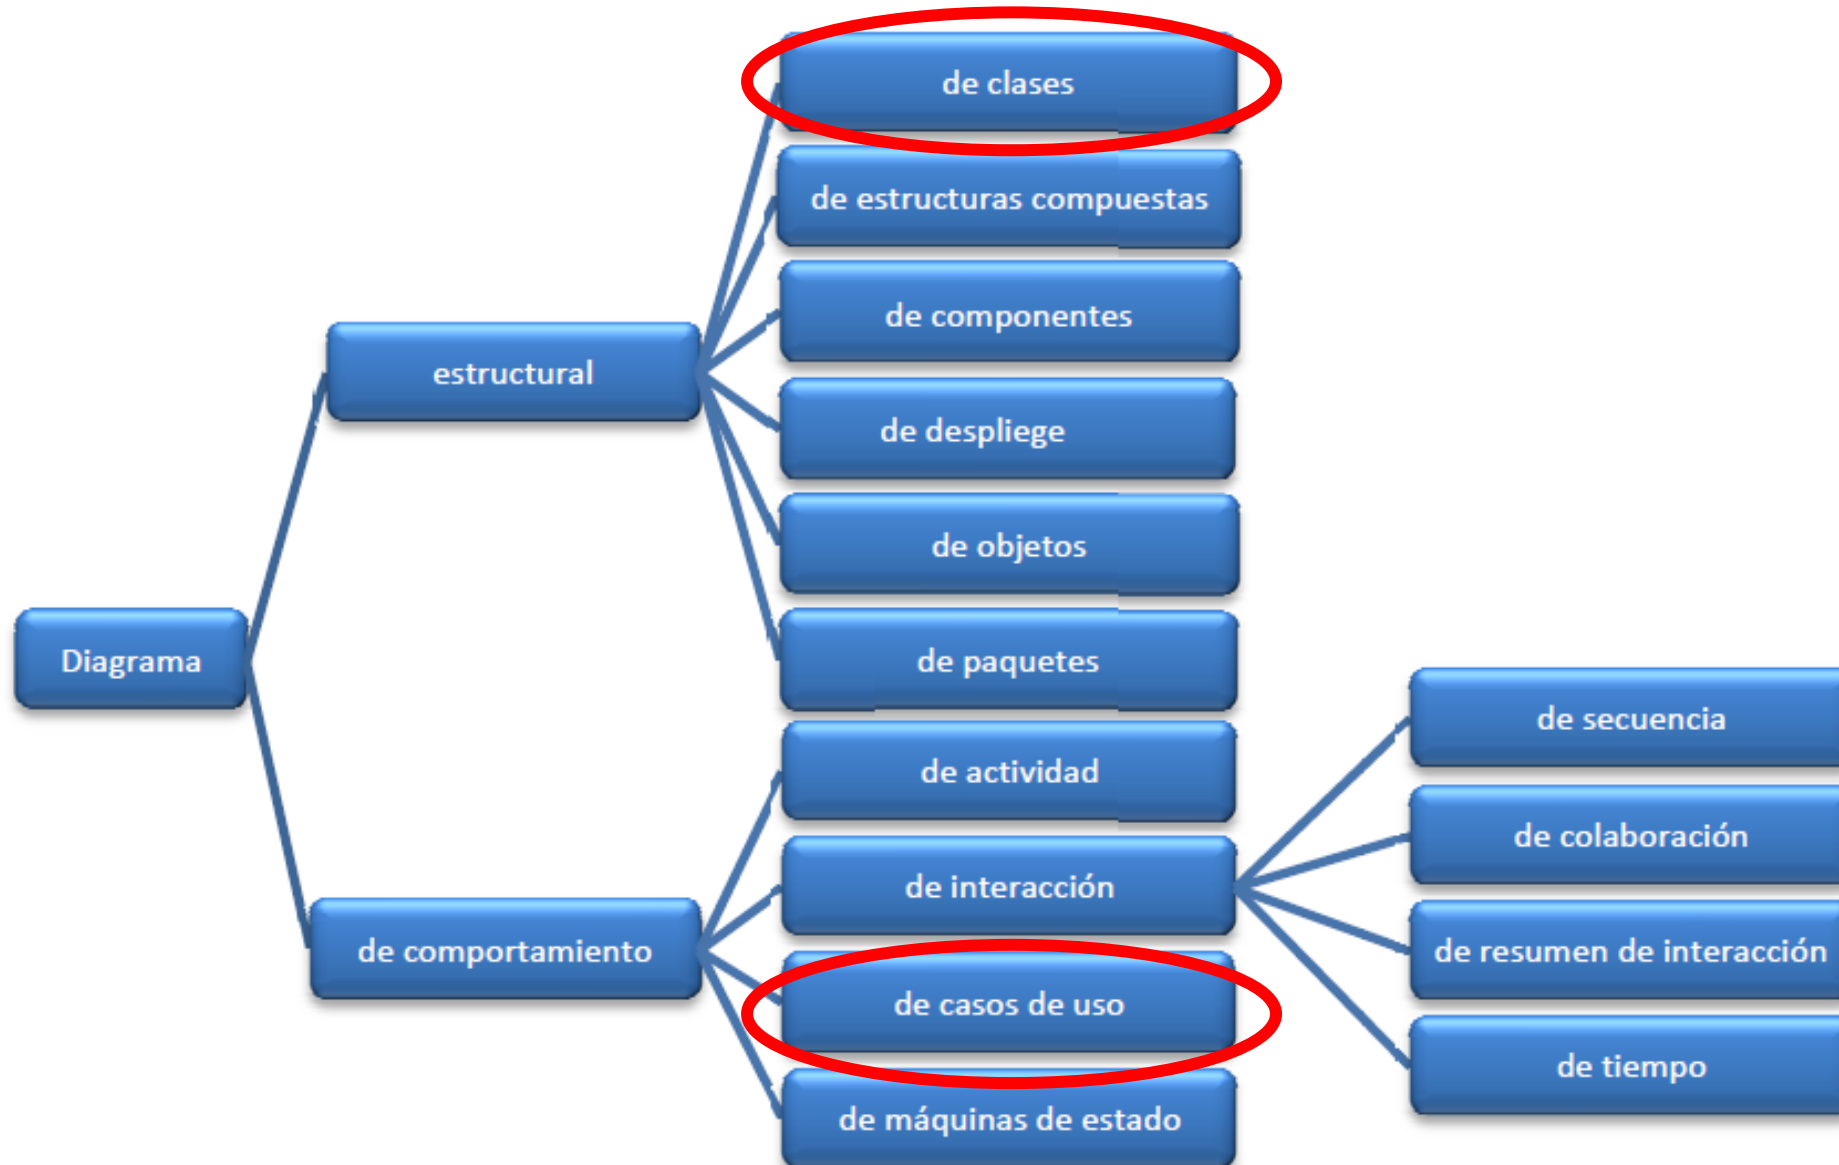 Diagrama
estructural
de clases
de estructuras compuestas
de componentes
de despliege
de objetos
de paquetes
de comportamiento
de actividad
de interacción
de secuencia
de colaboración
de resumen de interacción
de tiempo
de casos de uso
de máquinas de estado